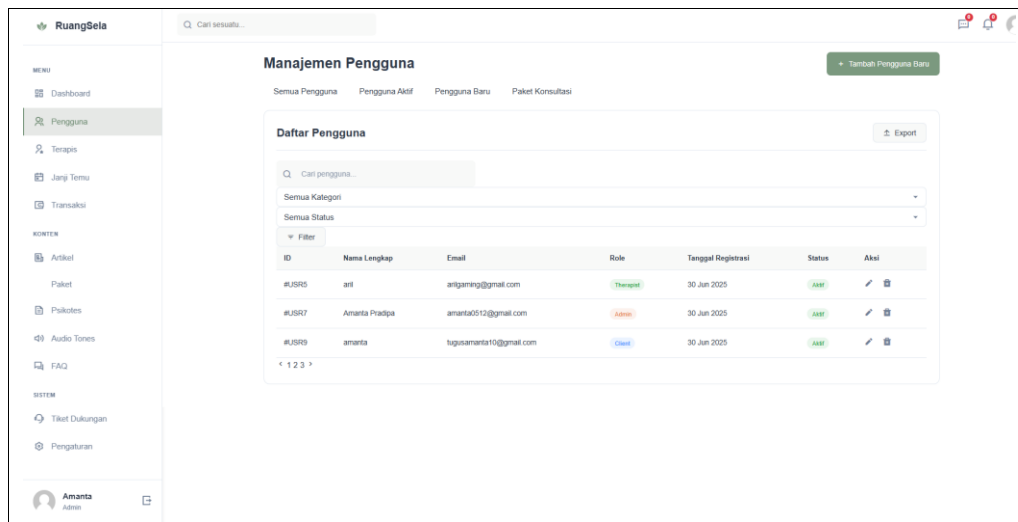 RuangSela
Cari sesuatu...
MENU
Dashboard
Pengguna
Terapis
Janji Temu
Transaksi
KONTEN
Artikel
Paket
Psikotes
Audio Tones
FAQ
SISTEM
Tiket Dukungan
Pengaturan
Amanta
Admin
Manajemen Pengguna
+ Tambah Pengguna Baru
Semua Pengguna Pengguna Aktif Pengguna Baru Paket Konsultasi
Daftar Pengguna
Export
Cari pengguna...
Semua Kategori
Semua Status
Filter
ID Nama Lengkap Email Role Tanggal Registrasi Status Aksi
#USR5 aril arilgaming@gmail.com Therapist 30 Jun 2025 Aktif
#USR7 Amanta Pradipa amanta0512@gmail.com Admin 30 Jun 2025 Aktif
#USR9 amanta tugusamanta10@gmail.com Client 30 Jun 2025 Aktif
< 1 2 3 >